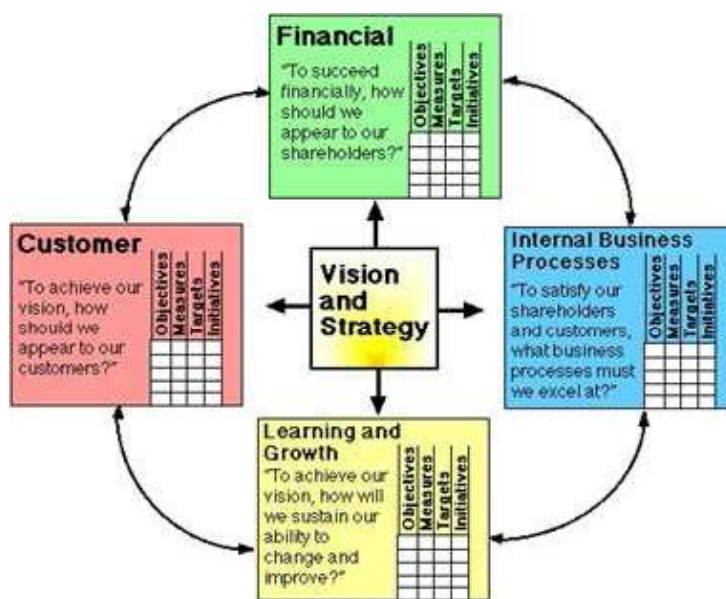 Financial
"To succeed
financially, how
should we
appear to our
shareholders?"
Objectives
Measures
Targets
Initiatives
Customer
"To achieve our
vision, how
should we
appear to our
customers?"
Objectives
Measures
Targets
Initiatives
Vision
and
Strategy
Internal Business
Processes
"To satisfy our
shareholders
and customers,
what business
processes must
we excel at?"
Objectives
Measures
Targets
Initiatives
Learning and
Growth
"To achieve our
vision, how will
we sustain our
ability to
change and
improve?"
Objectives
Measures
Targets
Initiatives